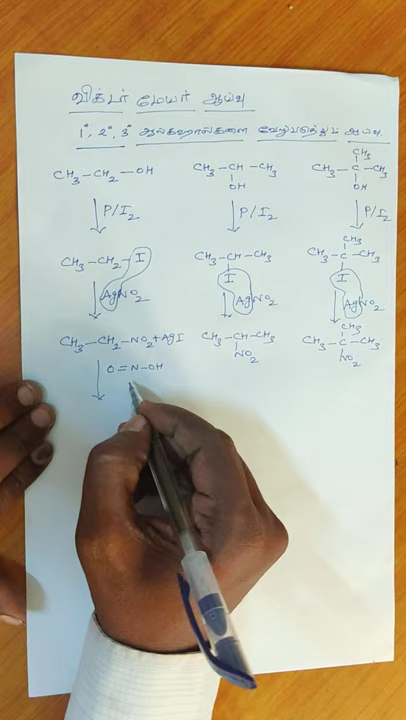 விக்டர் மேயர் ஆய்வு
1°, 2°, 3° ஆல்கஹால்களை வேறுபடுத்தும் ஆய்வு.
CH₃
CH₃–CH₂–OH CH₃–CH–CH₃ CH₃–C–CH₃
OH OH
P/I₂ P/I₂ P/I₂
CH₃
CH₃–CH₂–I CH₃–CH–CH₃ CH₃–C–CH₃
I I
AgNO₂ AgNO₂ AgNO₂
CH₃
CH₃–CH₂–NO₂+AgI CH₃–CH–CH₃ CH₃–C–CH₃
NO₂ NO₂
O=N–OH